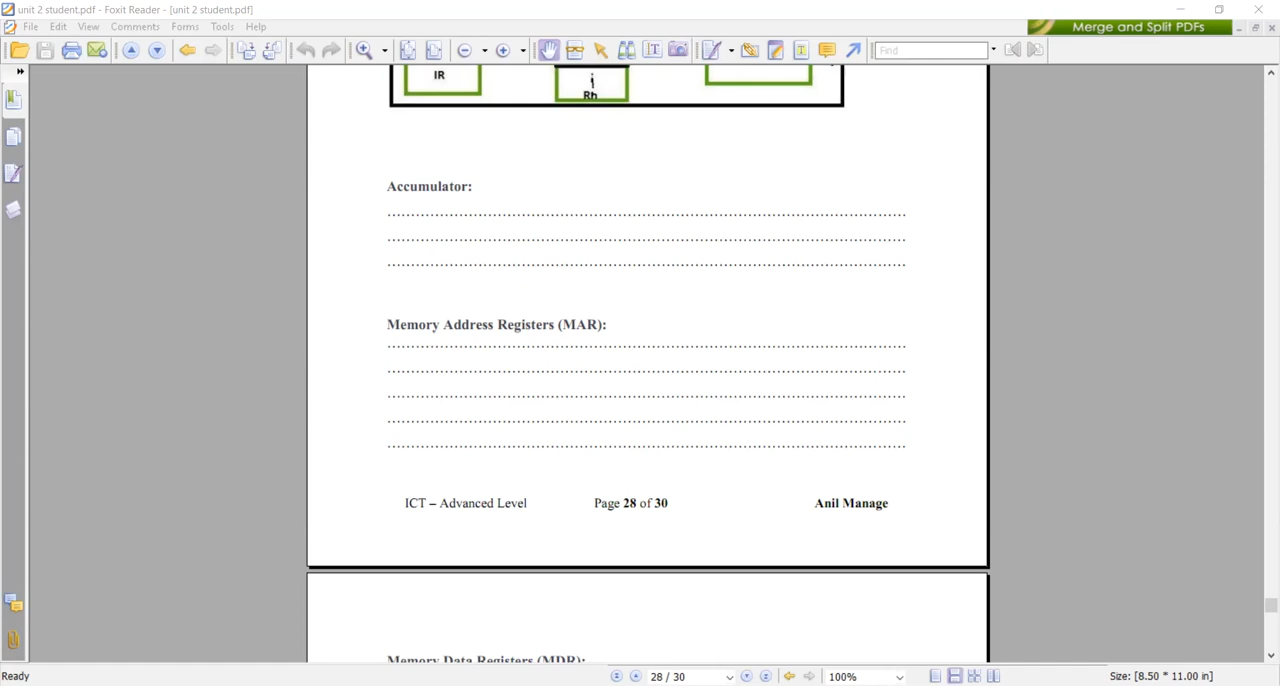 unit 2 student.pdf - Foxit Reader - [unit 2 student.pdf]
File Edit View Comments Forms Tools Help
Merge and Split PDFs
Find
IR
Rh
Accumulator:
Memory Address Registers (MAR):
ICT – Advanced Level Page 28 of 30 Anil Manage
Memory Data Registers (MDR):
Ready 28 / 30 100% Size: [8.50 * 11.00 in]